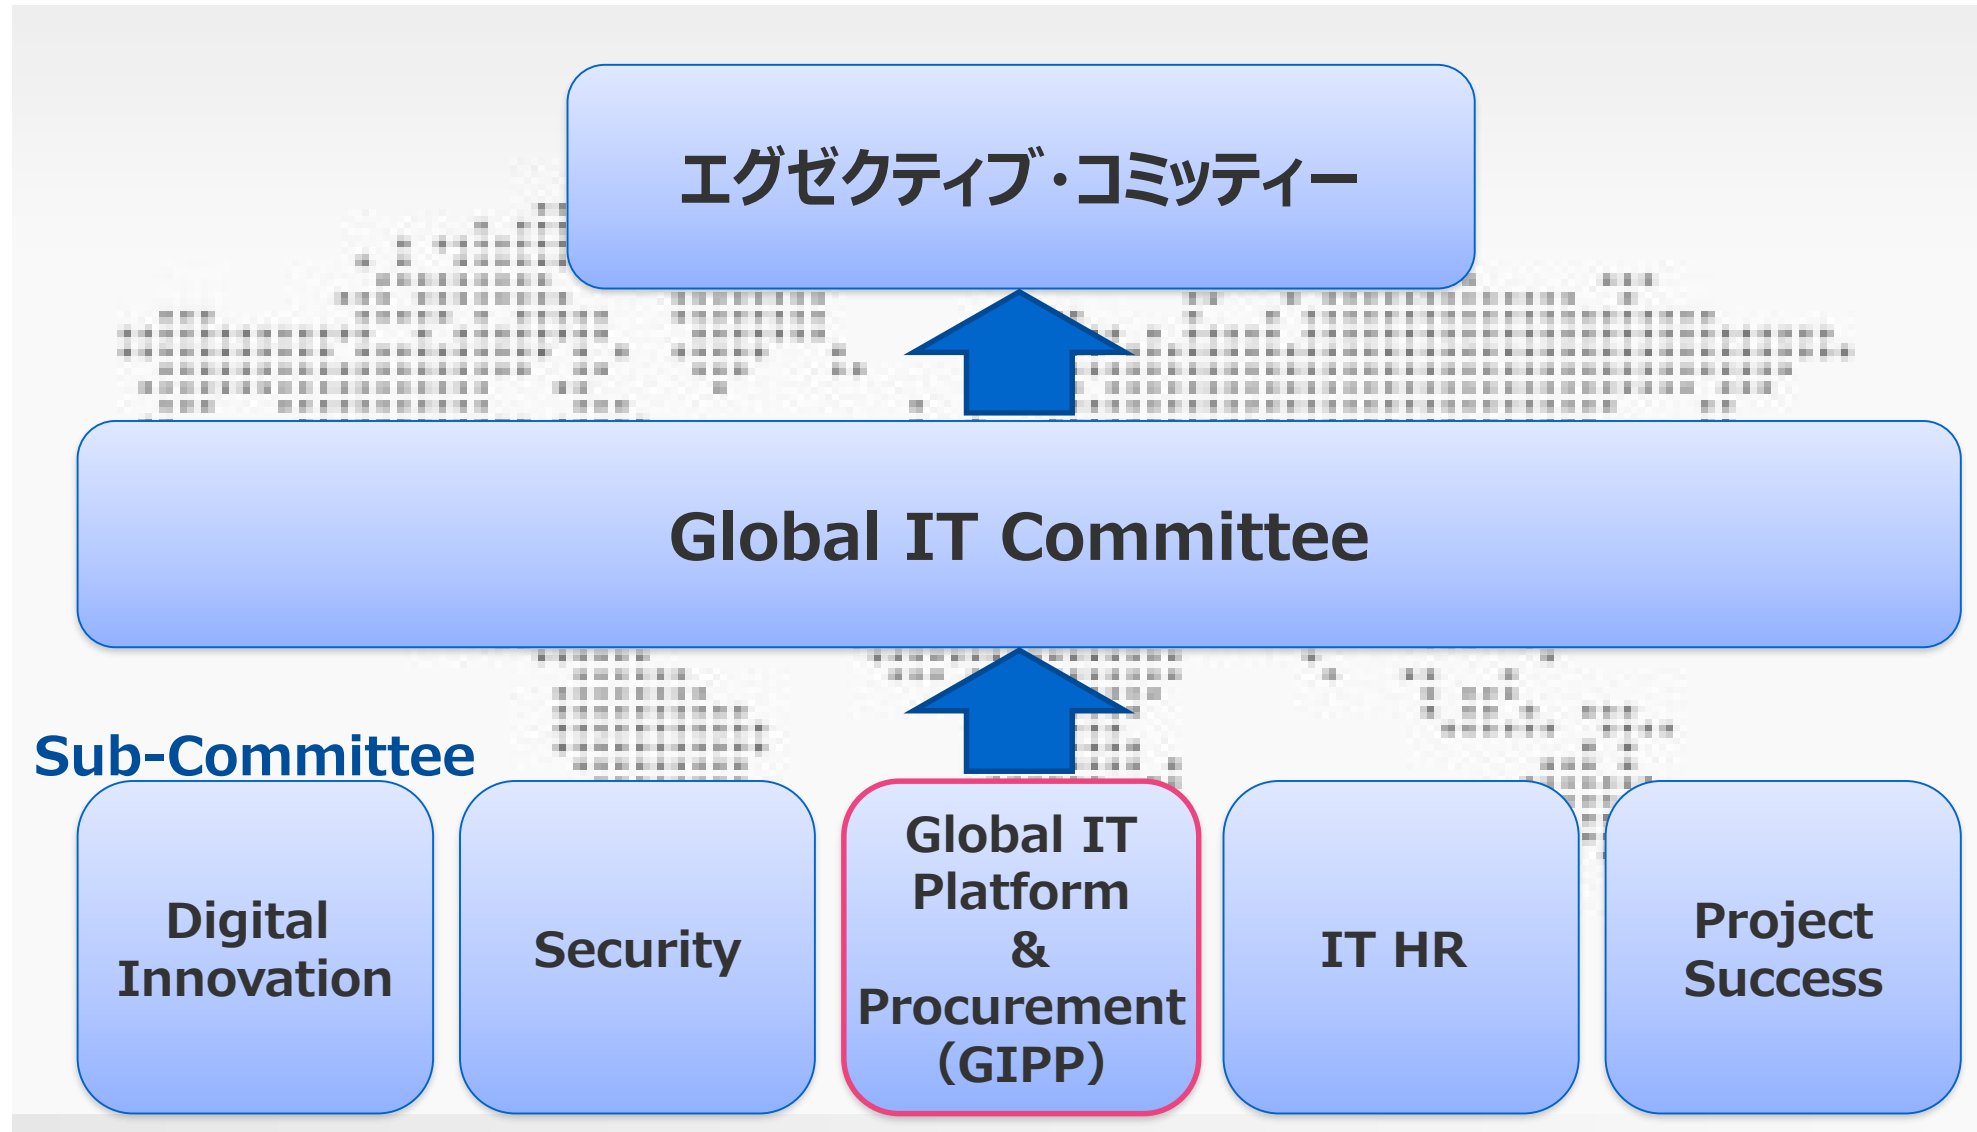 エグゼクティブ・コミッティー
Global IT Committee
Sub-Committee
Digital
Innovation
Security
Global IT
Platform
&
Procurement
（GIPP）
IT HR
Project
Success